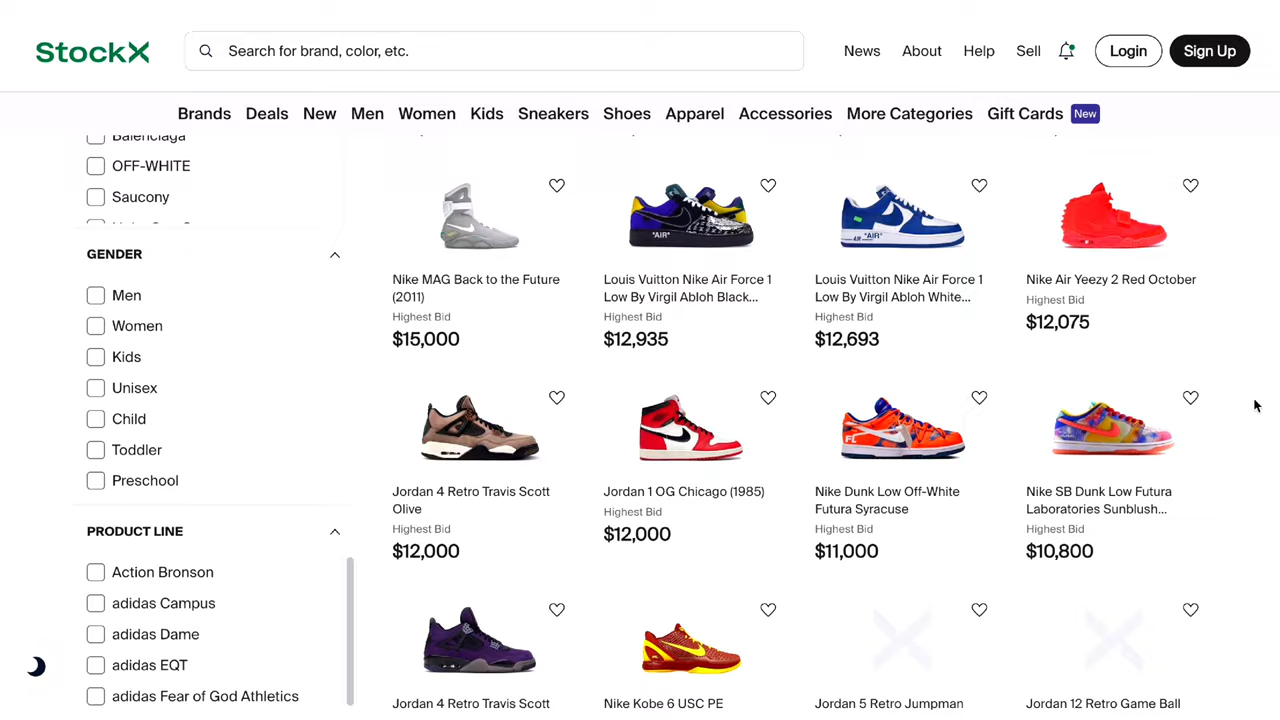 StockX
Search for brand, color, etc.
News About Help Sell Login Sign Up
Brands Deals New Men Women Kids Sneakers Shoes Apparel Accessories More Categories Gift Cards New
Balenciaga
OFF-WHITE
Saucony
GENDER
Men
Women
Kids
Unisex
Child
Toddler
Preschool
PRODUCT LINE
Action Bronson
adidas Campus
adidas Dame
adidas EQT
adidas Fear of God Athletics
Nike MAG Back to the Future
(2011)
Highest Bid
$15,000
"AIR"
Louis Vuitton Nike Air Force 1
Low By Virgil Abloh Black...
Highest Bid
$12,935
"AIR"
AIR
Louis Vuitton Nike Air Force 1
Low By Virgil Abloh White...
Highest Bid
$12,693
Nike Air Yeezy 2 Red October
Highest Bid
$12,075
Jordan 4 Retro Travis Scott
Olive
Highest Bid
$12,000
Jordan 1 OG Chicago (1985)
Highest Bid
$12,000
FL
Nike Dunk Low Off-White
Futura Syracuse
Highest Bid
$11,000
Nike SB Dunk Low Futura
Laboratories Sunblush...
Highest Bid
$10,800
Jordan 4 Retro Travis Scott
Nike Kobe 6 USC PE
Jordan 5 Retro Jumpman
Jordan 12 Retro Game Ball